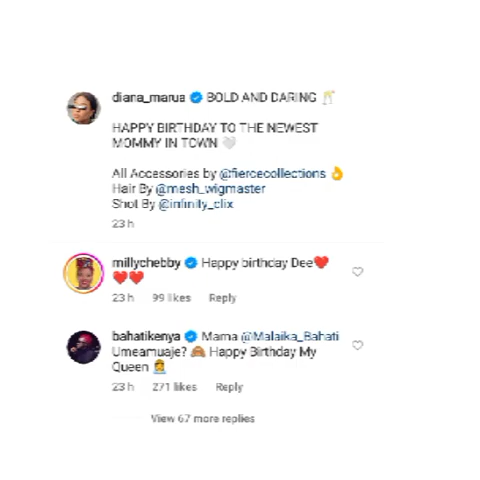 diana_marua BOLD AND DARING 🥂
HAPPY BIRTHDAY TO THE NEWEST
MOMMY IN TOWN 🤍
All Accessories by @fiercecollections 👌
Hair By @mesh_wigmaster
Shot By @infinity_clix
23 h
millychebby Happy birthday Dee❤️
❤️❤️
23 h 99 likes Reply
bahatikenya Mama @Malaika_Bahati
Umeamuaje? 🙈 Happy Birthday My
Queen 👸
23 h 271 likes Reply
View 67 more replies